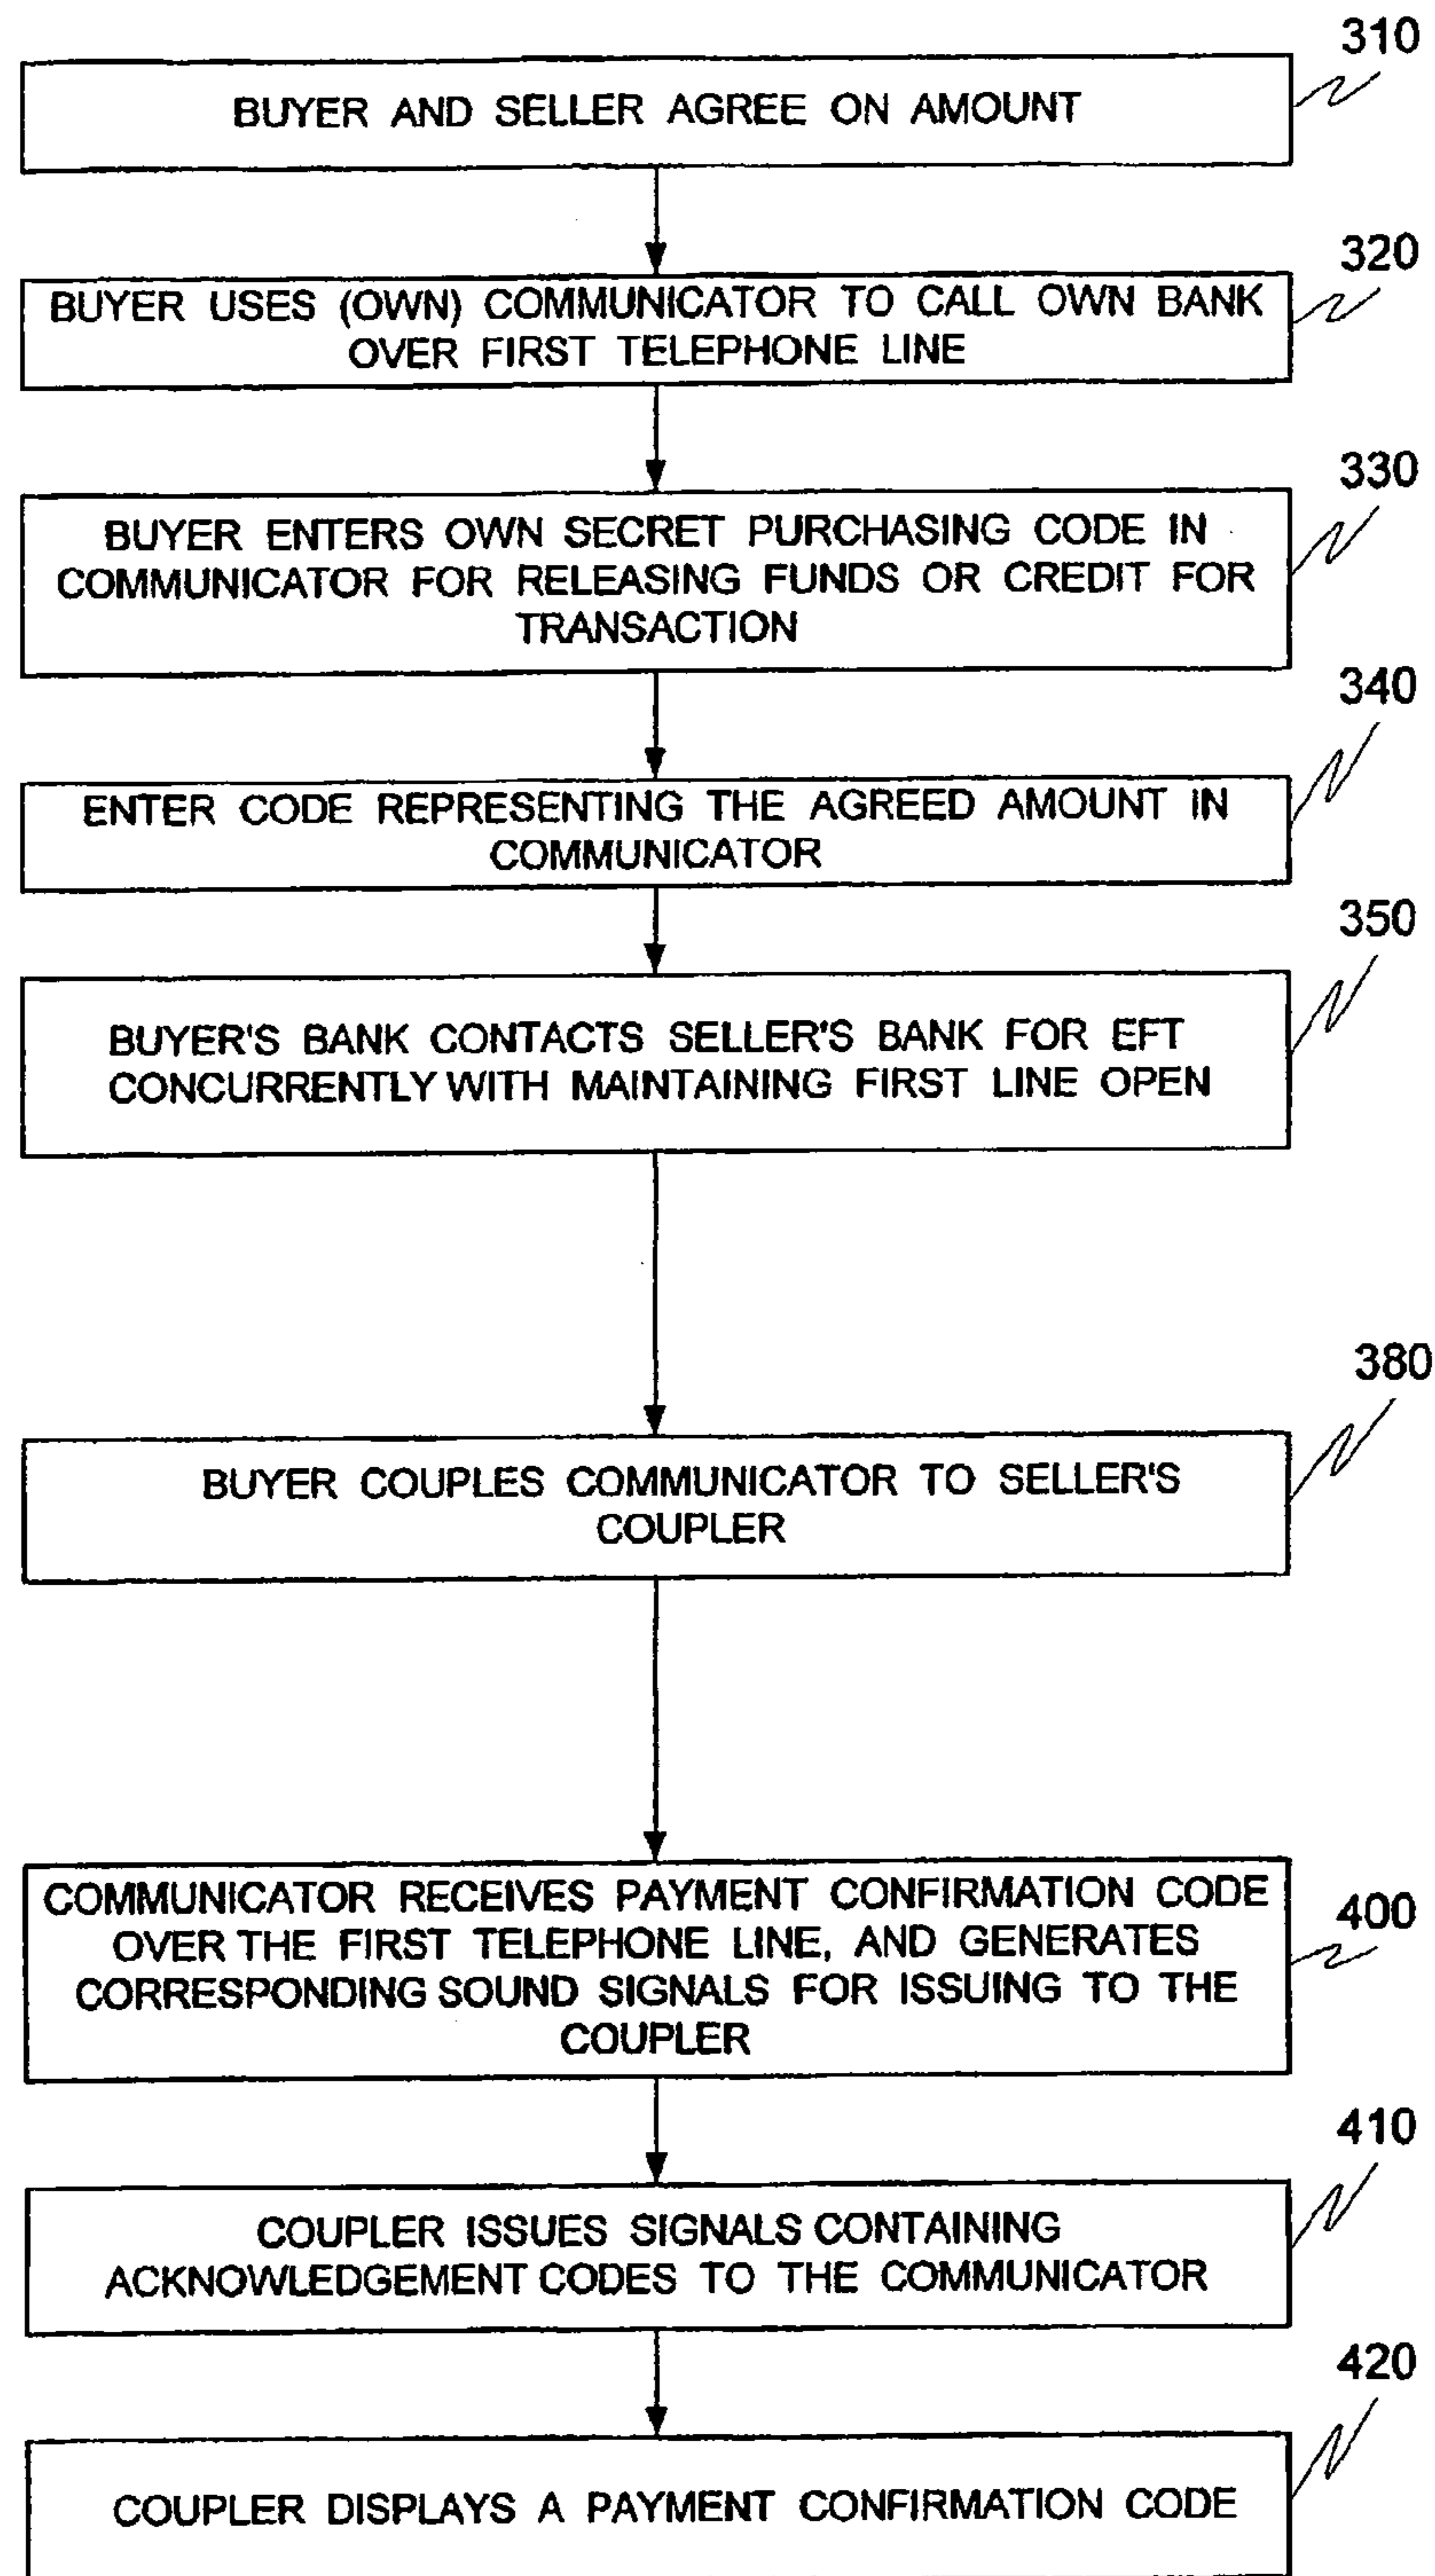 310
BUYER AND SELLER AGREE ON AMOUNT
320
BUYER USES (OWN) COMMUNICATOR TO CALL OWN BANK
OVER FIRST TELEPHONE LINE
330
BUYER ENTERS OWN SECRET PURCHASING CODE IN
COMMUNICATOR FOR RELEASING FUNDS OR CREDIT FOR
TRANSACTION
340
ENTER CODE REPRESENTING THE AGREED AMOUNT IN
COMMUNICATOR
350
BUYER'S BANK CONTACTS SELLER'S BANK FOR EFT
CONCURRENTLY WITH MAINTAINING FIRST LINE OPEN
380
BUYER COUPLES COMMUNICATOR TO SELLER'S
COUPLER
COMMUNICATOR RECEIVES PAYMENT CONFIRMATION CODE
400
OVER THE FIRST TELEPHONE LINE, AND GENERATES
CORRESPONDING SOUND SIGNALS FOR ISSUING TO THE
COUPLER
410
COUPLER ISSUES SIGNALS CONTAINING
ACKNOWLEDGEMENT CODES TO THE COMMUNICATOR
420
COUPLER DISPLAYS A PAYMENT CONFIRMATION CODE